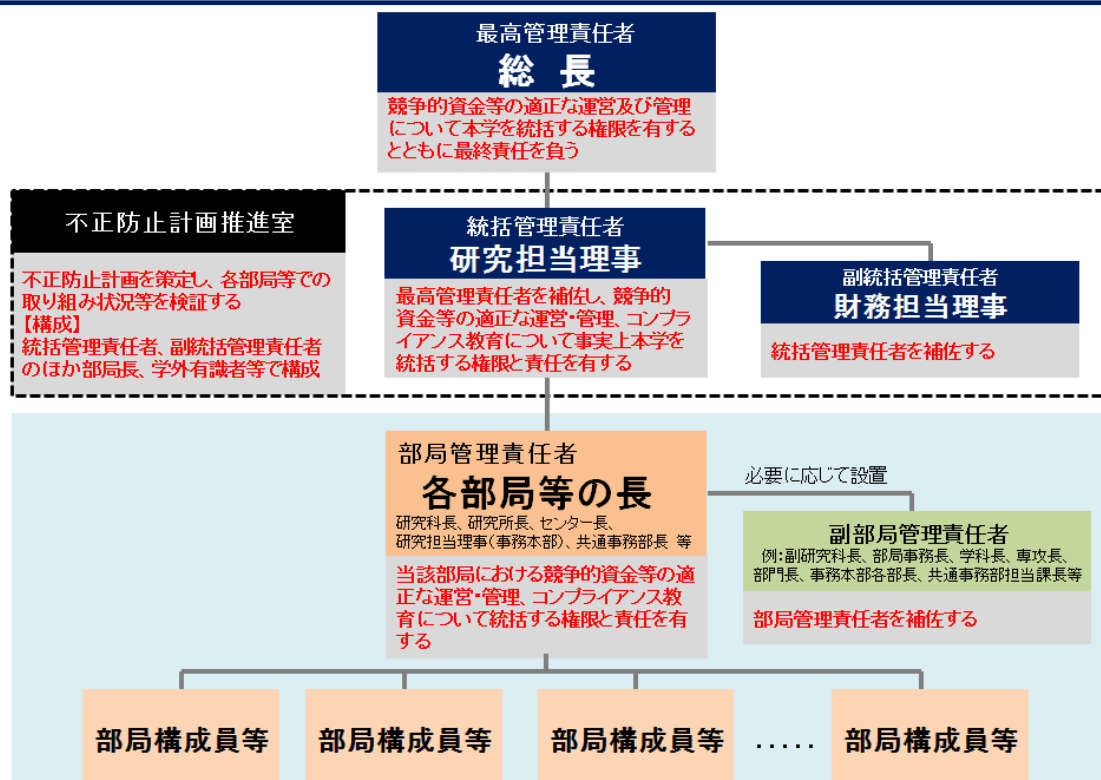 最高管理責任者
総 長
競争的資金等の適正な運営及び管理
について本学を統括する権限を有する
とともに最終責任を負う
不正防止計画推進室
不正防止計画を策定し、各部局等での
取り組み状況等を検証する
【構成】
統括管理責任者、副統括管理責任者
のほか部局長、学外有識者等で構成
統括管理責任者
研究担当理事
最高管理責任者を補佐し、競争的
資金等の適正な運営・管理、コンプラ
イアンス教育について事実上本学を
統括する権限と責任を有する
副統括管理責任者
財務担当理事
統括管理責任者を補佐する
部局管理責任者
各部局等の長
研究科長、研究所長、センター長、
研究担当理事(事務本部)、共通事務部長 等
当該部局における競争的資金等の適
正な運営・管理、コンプライアンス教
育について統括する権限と責任を有
する
必要に応じて設置
副部局管理責任者
例:副研究科長、部局事務長、学科長、専攻長、
部門長、事務本部各部長、共通事務部担当課長等
部局管理責任者を補佐する
部局構成員等
部局構成員等
部局構成員等
.....
部局構成員等